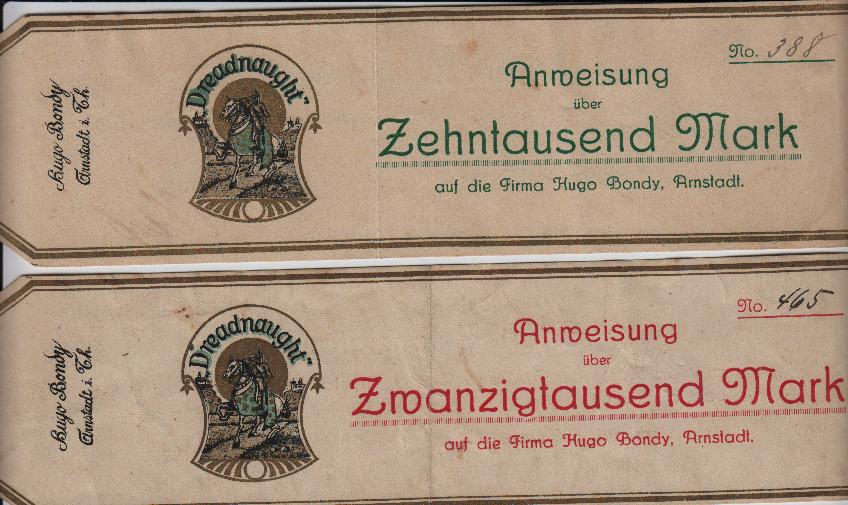 No. 388
Hugo Bondy
Arnstadt i. Th.
"Dreadnaught"
Anweisung
über
Zehntausend Mark
auf die Firma Hugo Bondy, Arnstadt.
No. 465
Hugo Bondy
Arnstadt i. Th.
"Dreadnaught"
Anweisung
über
Zwanzigtausend Mark
auf die Firma Hugo Bondy, Arnstadt.